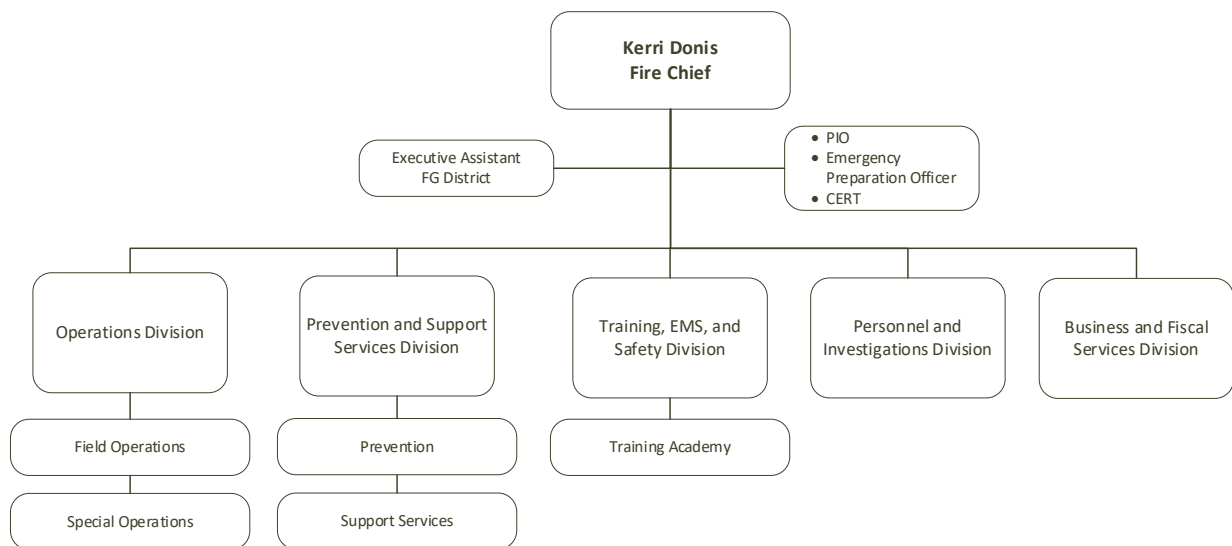 Kerri Donis
Fire Chief
Executive Assistant
FG District
• PIO
• Emergency
Preparation Officer
• CERT
Operations Division
Prevention and Support
Services Division
Training, EMS, and
Safety Division
Personnel and
Investigations Division
Business and Fiscal
Services Division
Field Operations
Prevention
Training Academy
Special Operations
Support Services